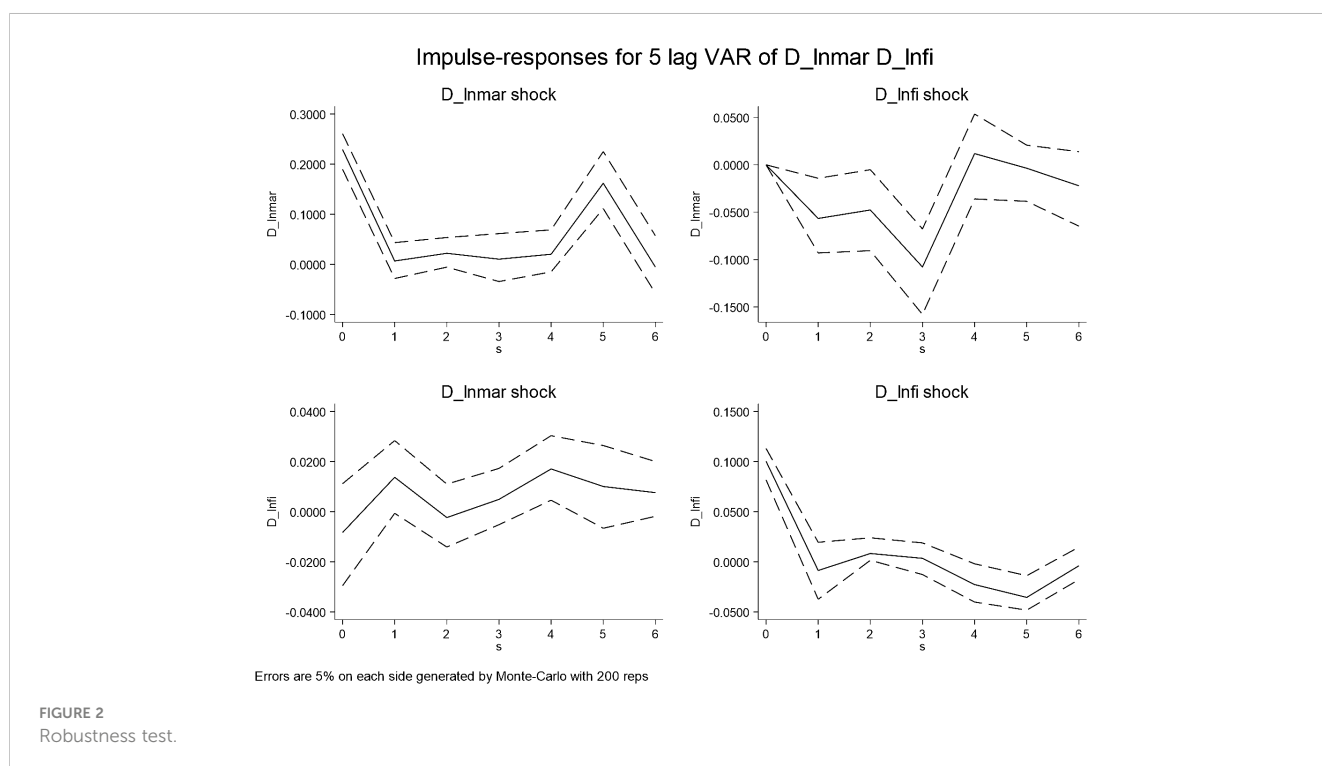 Impulse-responses for 5 lag VAR of D_lnmar D_lnfi
D_lnmar shock
0.3000
0.2000
0.1000
0.0000
-0.1000
D_lnmar
0 1 2 3 4 5 6
s
D_lnfi shock
0.0500
0.0000
-0.0500
-0.1000
-0.1500
D_lnmar
0 1 2 3 4 5 6
s
D_lnmar shock
0.0400
0.0200
0.0000
-0.0200
-0.0400
D_lnfi
0 1 2 3 4 5 6
s
D_lnfi shock
0.1500
0.1000
0.0500
0.0000
-0.0500
D_lnfi
0 1 2 3 4 5 6
s
Errors are 5% on each side generated by Monte-Carlo with 200 reps
FIGURE 2
Robustness test.